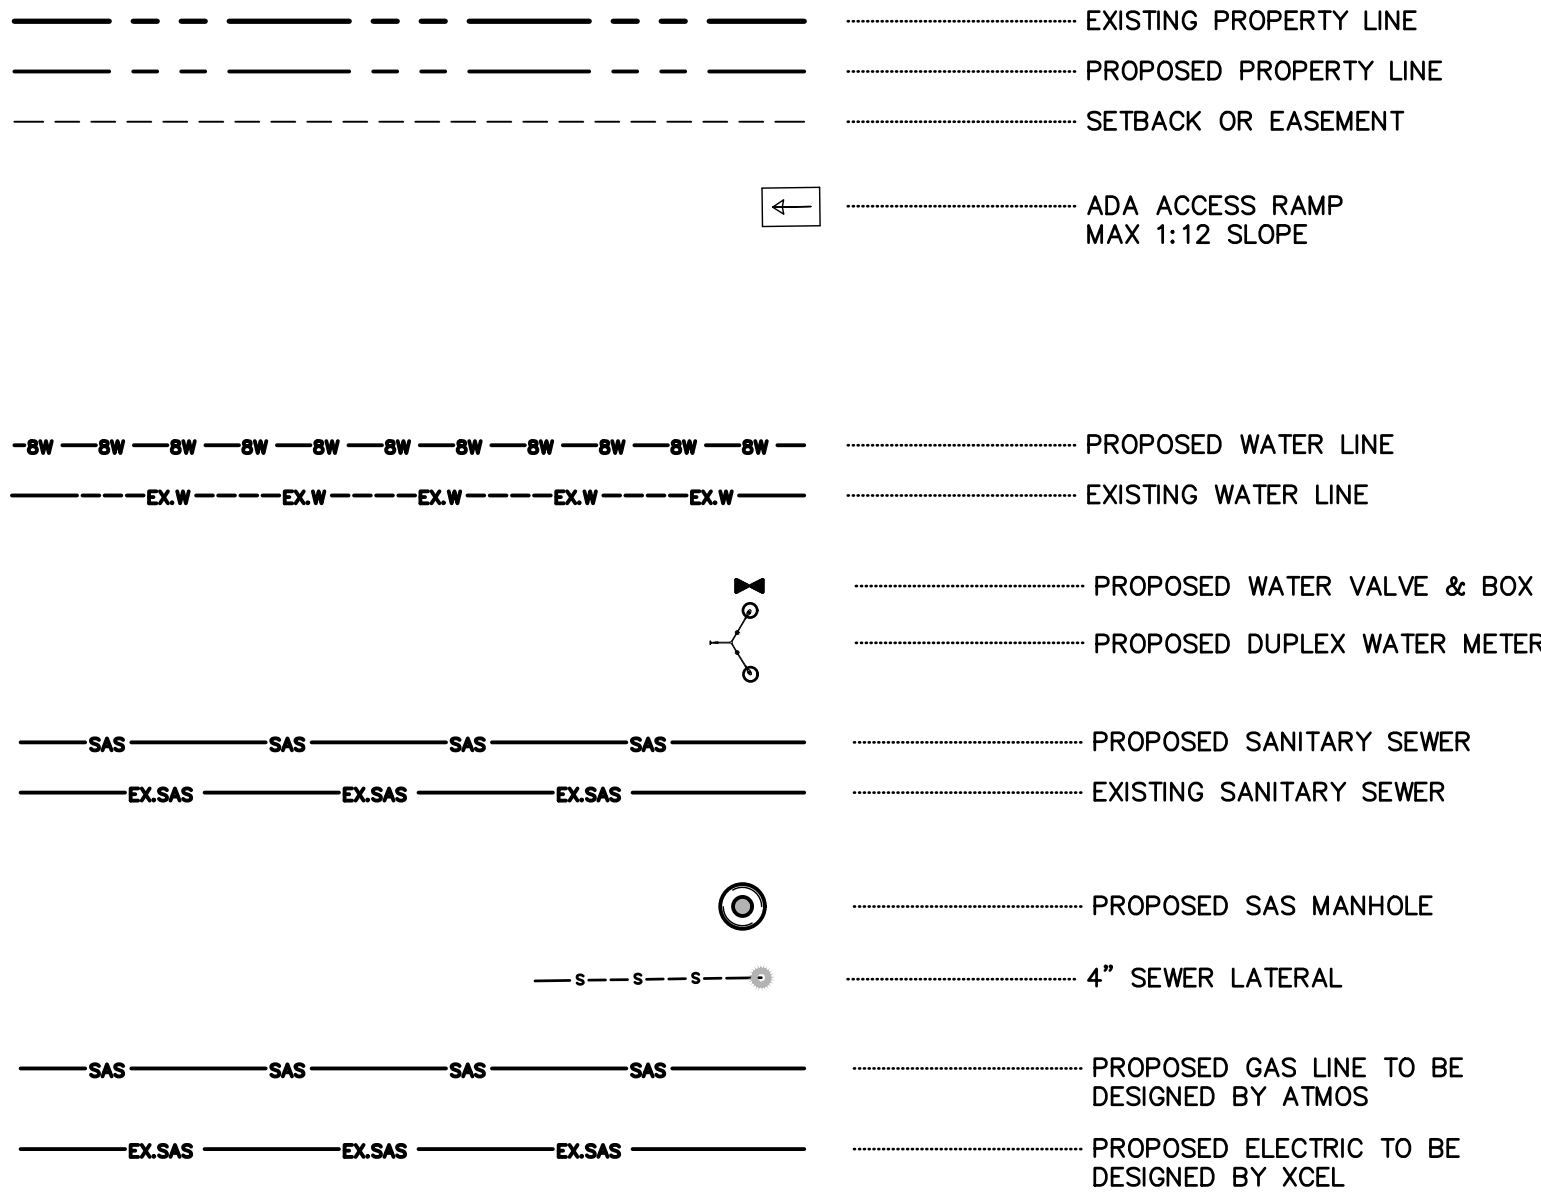 EXISTING PROPERTY LINE
PROPOSED PROPERTY LINE
SETBACK OR EASEMENT
ADA ACCESS RAMP
MAX 1:12 SLOPE
8W 8W 8W 8W 8W 8W 8W 8W 8W 8W 8W PROPOSED WATER LINE
EX.W EX.W EX.W EX.W EX.W EXISTING WATER LINE
PROPOSED WATER VALVE & BOX
PROPOSED DUPLEX WATER METER
SAS SAS SAS SAS PROPOSED SANITARY SEWER
EX.SAS EX.SAS EX.SAS EXISTING SANITARY SEWER
PROPOSED SAS MANHOLE
S S S 4” SEWER LATERAL
SAS SAS SAS SAS PROPOSED GAS LINE TO BE
DESIGNED BY ATMOS
EX.SAS EX.SAS EX.SAS PROPOSED ELECTRIC TO BE
DESIGNED BY XCEL